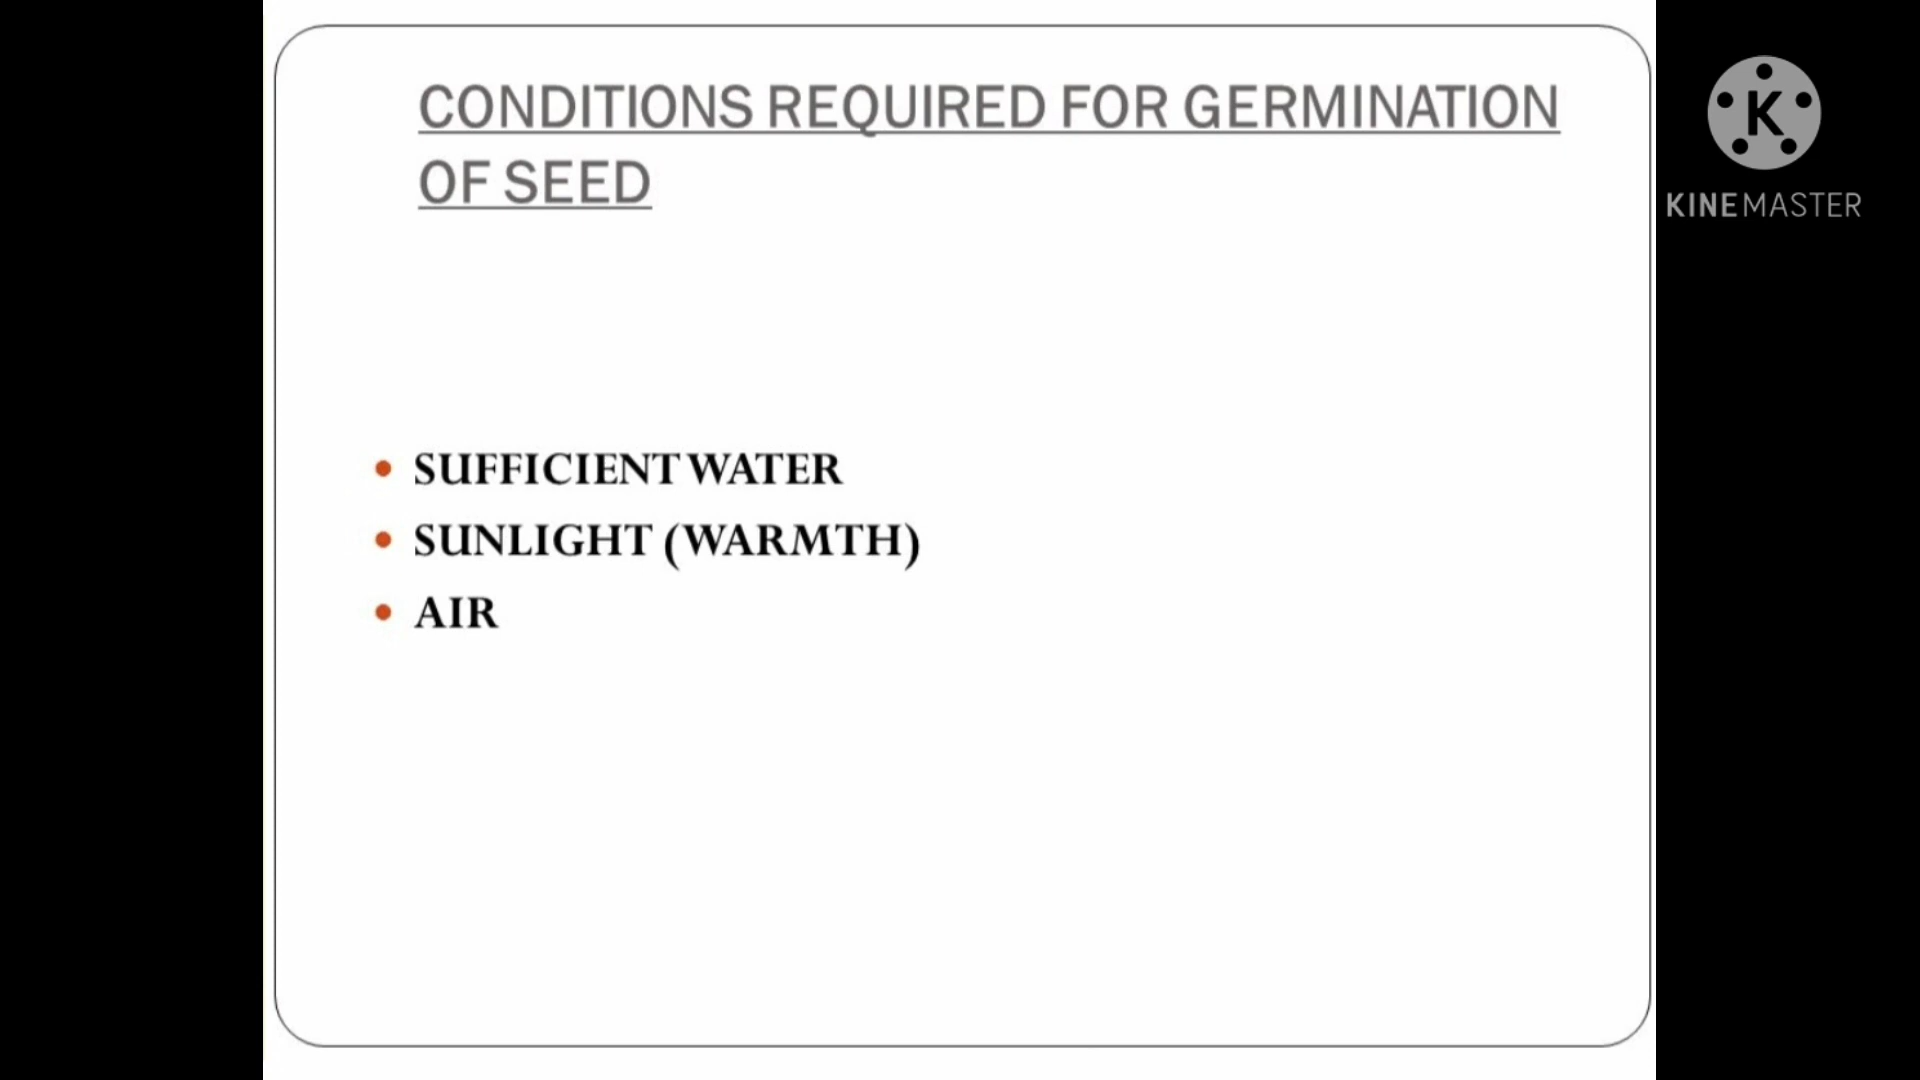 CONDITIONS REQUIRED FOR GERMINATION
OF SEED
SUFFICIENT WATER
SUNLIGHT (WARMTH)
AIR
K
KINEMASTER